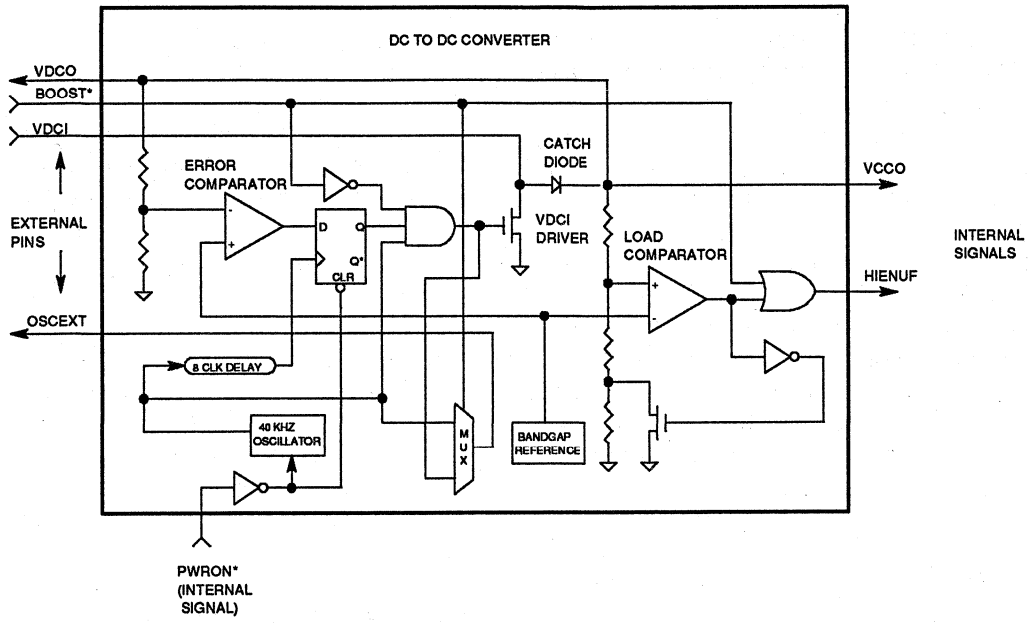 DC TO DC CONVERTER
VDCO
BOOST*
VDCI
EXTERNAL
PINS
OSCEXT
ERROR
COMPARATOR
-
+
D
Q
Q*
CLR
CATCH
DIODE
VDCI
DRIVER
LOAD
COMPARATOR
+
-
VCCO
INTERNAL
SIGNALS
HIENUF
8 CLK DELAY
40 KHZ
OSCILLATOR
M
U
X
BANDGAP
REFERENCE
PWRON*
(INTERNAL
SIGNAL)